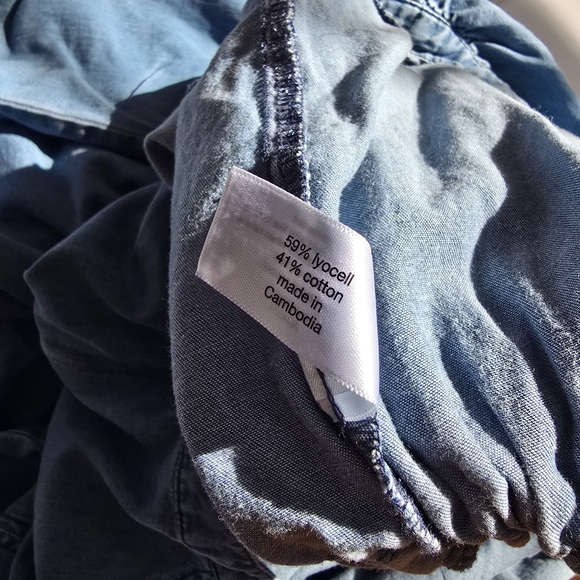 59% lyocell
41% cotton
made in
Cambodia